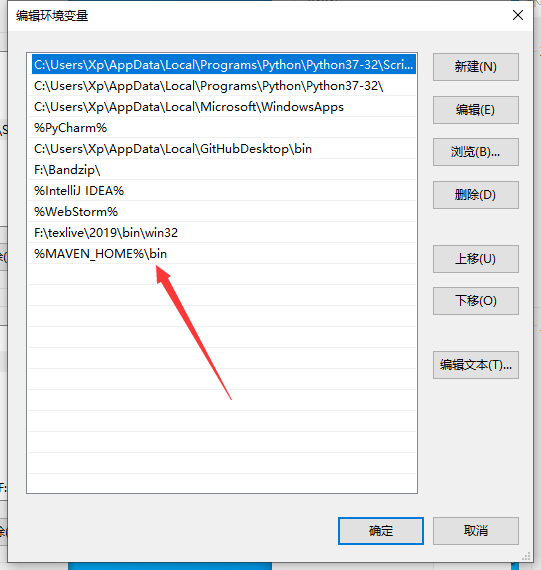 编辑环境变量
C:\Users\Xp\AppData\Local\Programs\Python\Python37-32\Scri...
C:\Users\Xp\AppData\Local\Programs\Python\Python37-32\
C:\Users\Xp\AppData\Local\Microsoft\WindowsApps
%PyCharm%
C:\Users\Xp\AppData\Local\GitHubDesktop\bin
F:\Bandzip\
%IntelliJ IDEA%
%WebStorm%
F:\texlive\2019\bin\win32
%MAVEN_HOME%\bin
新建(N)
编辑(E)
浏览(B)...
删除(D)
上移(U)
下移(O)
编辑文本(T)...
确定
取消